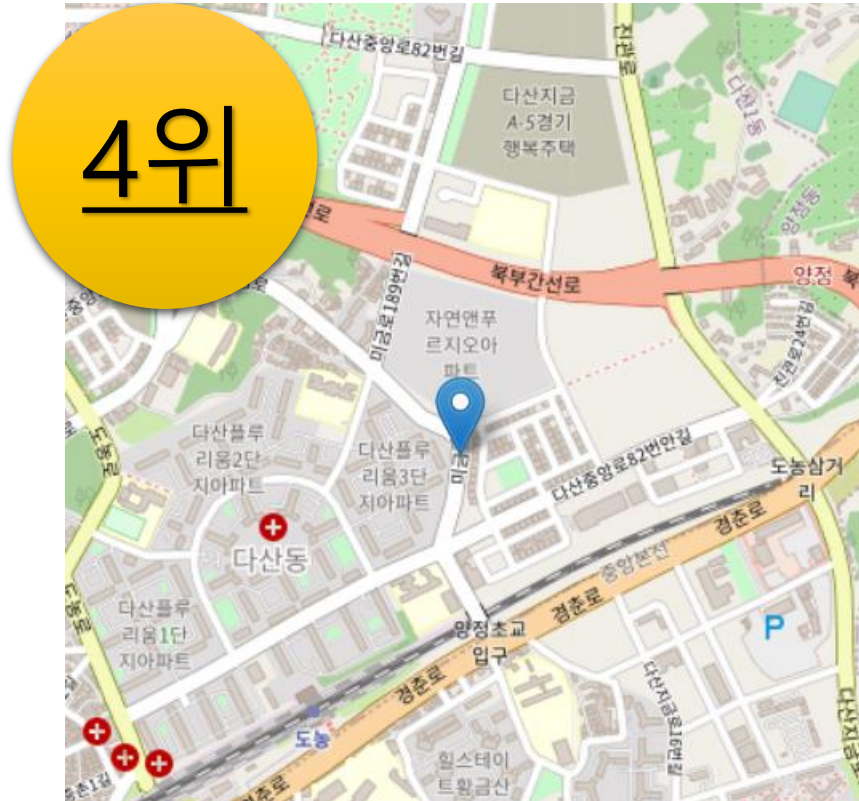 4위
다산중앙로82번길
진관로
다산지금
A-5경기
행복주택
다산1동
양정동
북부간선로
양정
미금로189번길
자연앤푸
르지오아
파트
진관로24번길
도농로
다산플루
리움2단
지아파트
다산플루
리움3단
지아파트
다산중앙로82번안길
도농삼거
리
경춘로
중앙본선
다산동
도농로
다산플루
리움1단
지아파트
양정초교
입구
경춘로
P
경춘로
도농
다산지금로16번길
힐스테이
트황금산